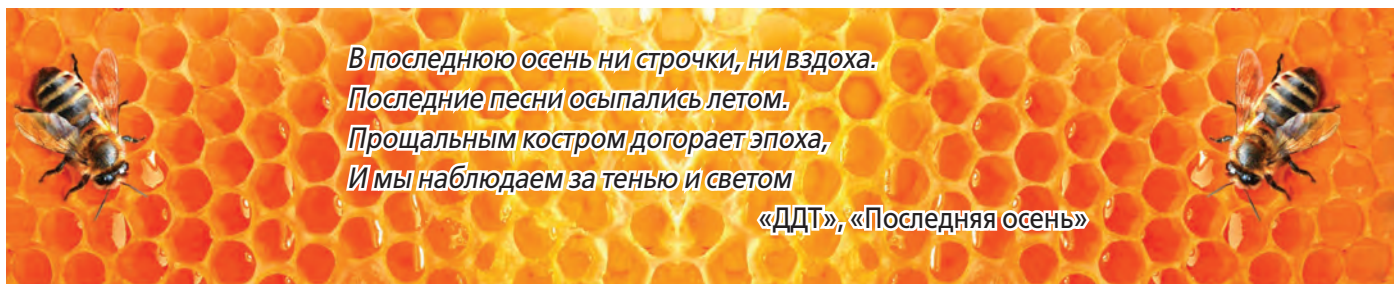 В последнюю осень ни строчки, ни вздоха.
Последние песни осыпались летом.
Прощальным костром догорает эпоха,
И мы наблюдаем за тенью и светом
«ДДТ», «Последняя осень»